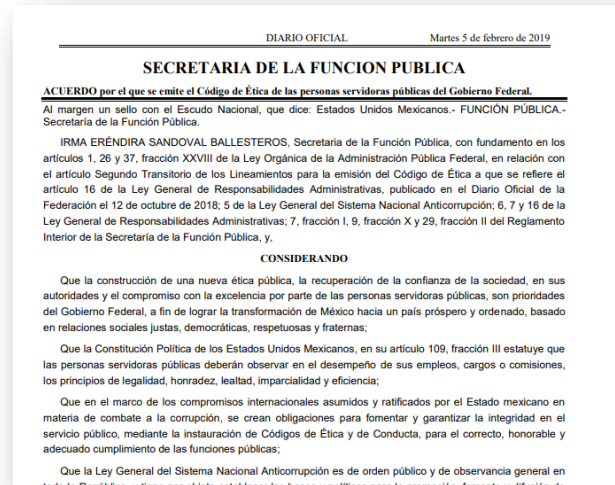 DIARIO OFICIAL Martes 5 de febrero de 2019
SECRETARIA DE LA FUNCION PUBLICA
ACUERDO por el que se emite el Código de Ética de las personas servidoras públicas del Gobierno Federal.
Al margen un sello con el Escudo Nacional, que dice: Estados Unidos Mexicanos.- FUNCIÓN PÚBLICA.-
Secretaría de la Función Pública.
IRMA ERÉNDIRA SANDOVAL BALLESTEROS, Secretaria de la Función Pública, con fundamento en los
artículos 1, 26 y 37, fracción XXVIII de la Ley Orgánica de la Administración Pública Federal, en relación con
el artículo Segundo Transitorio de los Lineamientos para la emisión del Código de Ética a que se refiere el
artículo 16 de la Ley General de Responsabilidades Administrativas, publicado en el Diario Oficial de la
Federación el 12 de octubre de 2018; 5 de la Ley General del Sistema Nacional Anticorrupción; 6, 7 y 16 de la
Ley General de Responsabilidades Administrativas; 7, fracción I, 9, fracción X y 29, fracción II del Reglamento
Interior de la Secretaría de la Función Pública, y,
CONSIDERANDO
Que la construcción de una nueva ética pública, la recuperación de la confianza de la sociedad, en sus
autoridades y el compromiso con la excelencia por parte de las personas servidoras públicas, son prioridades
del Gobierno Federal, a fin de lograr la transformación de México hacia un país próspero y ordenado, basado
en relaciones sociales justas, democráticas, respetuosas y fraternas;
Que la Constitución Política de los Estados Unidos Mexicanos, en su artículo 109, fracción III estatuye que
las personas servidoras públicas deberán observar en el desempeño de sus empleos, cargos o comisiones,
los principios de legalidad, honradez, lealtad, imparcialidad y eficiencia;
Que en el marco de los compromisos internacionales asumidos y ratificados por el Estado mexicano en
materia de combate a la corrupción, se crean obligaciones para fomentar y garantizar la integridad en el
servicio público, mediante la instauración de Códigos de Ética y de Conducta, para el correcto, honorable y
adecuado cumplimiento de las funciones públicas;
Que la Ley General del Sistema Nacional Anticorrupción es de orden público y de observancia general en